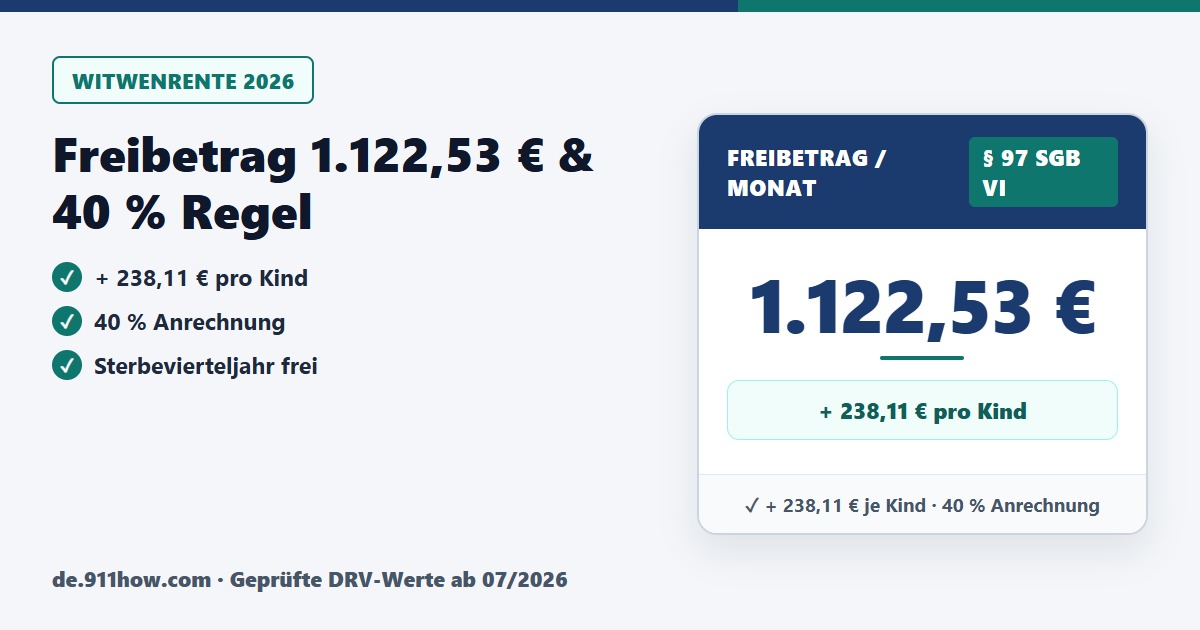 WITWENRENTE 2026
Freibetrag 1.122,53 € &
40 % Regel
+ 238,11 € pro Kind
40 % Anrechnung
Sterbevierteljahr frei
FREIBETRAG /
MONAT
§ 97 SGB
VI
1.122,53 €
+ 238,11 € pro Kind
✓ + 238,11 € je Kind · 40 % Anrechnung
de.911how.com · Geprüfte DRV-Werte ab 07/2026